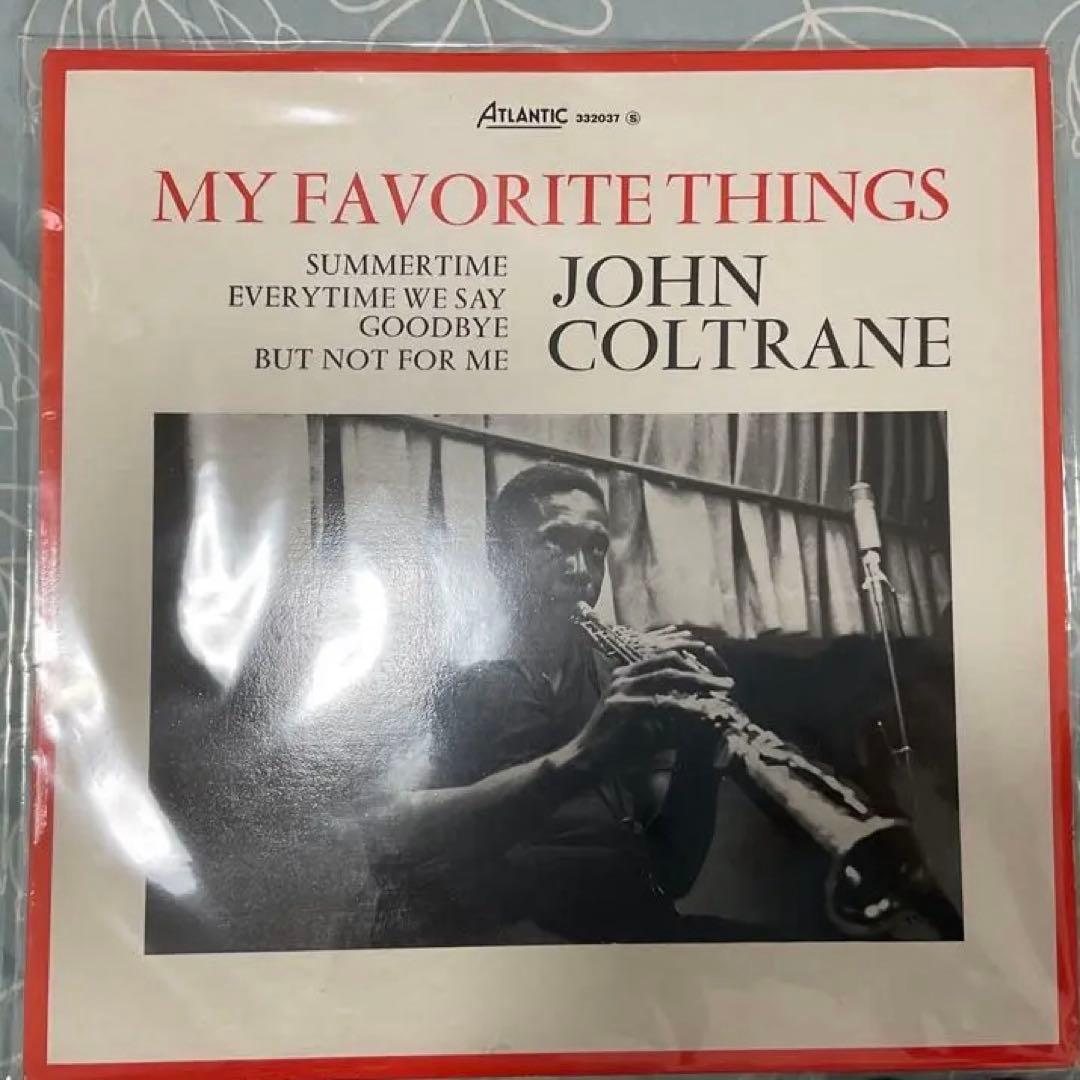 ATLANTIC 332037 Ⓢ
MY FAVORITE THINGS
SUMMERTIME
EVERYTIME WE SAY
GOODBYE
BUT NOT FOR ME
JOHN
COLTRANE